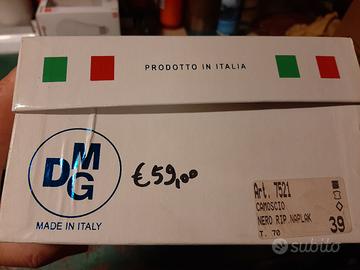 PRODOTTO IN ITALIA
DMG
MADE IN ITALY
€59,00
Art. 7521
CAMOSCIO
NERO RIP.NAPLAK
T. 70
39
subito